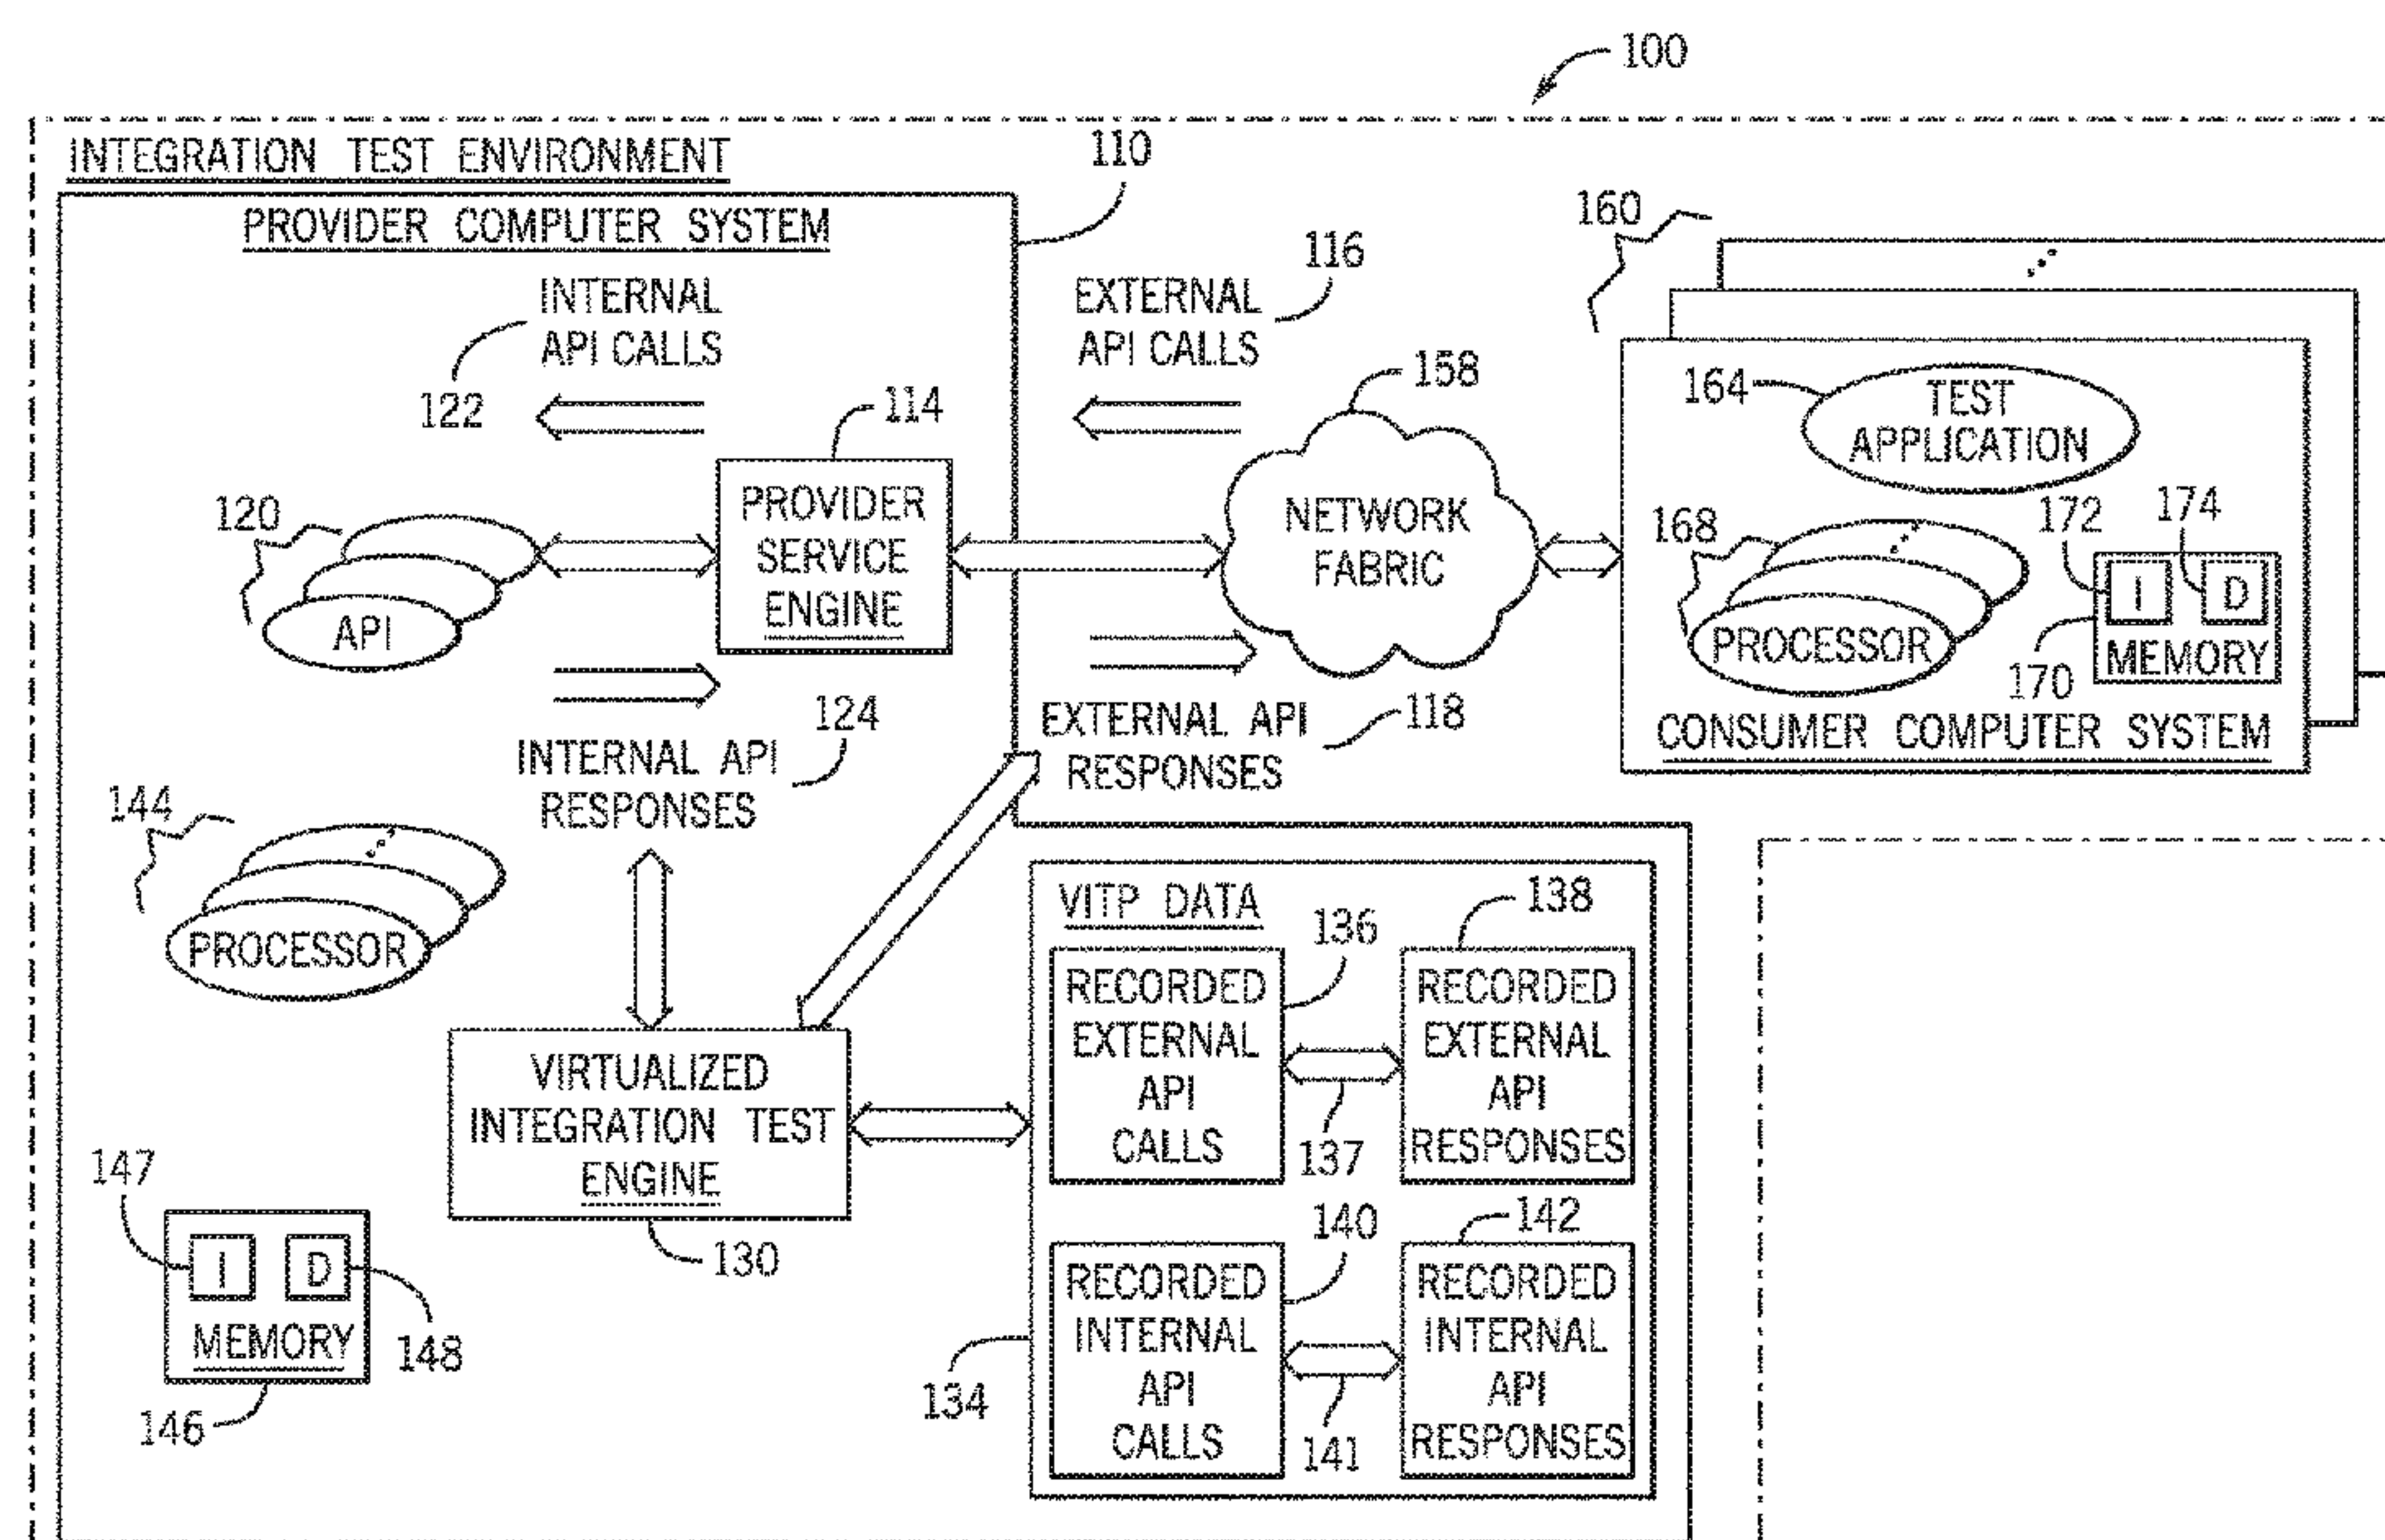 100
INTEGRATION TEST ENVIRONMENT
110
PROVIDER COMPUTER SYSTEM
160
INTERNAL
API CALLS
122
EXTERNAL
API CALLS
116
158
114
164
TEST
APPLICATION
120
API
PROVIDER
SERVICE
ENGINE
NETWORK
FABRIC
168
PROCESSOR
172
174
I
D
MEMORY
170
CONSUMER COMPUTER SYSTEM
124
INTERNAL API
RESPONSES
EXTERNAL API
RESPONSES
118
144
PROCESSOR
VITP DATA
136
138
RECORDED
EXTERNAL
API
CALLS
137
RECORDED
EXTERNAL
API
RESPONSES
VIRTUALIZED
INTEGRATION TEST
ENGINE
130
147
I
D
MEMORY
148
146
140
142
RECORDED
INTERNAL
API
CALLS
141
RECORDED
INTERNAL
API
RESPONSES
134